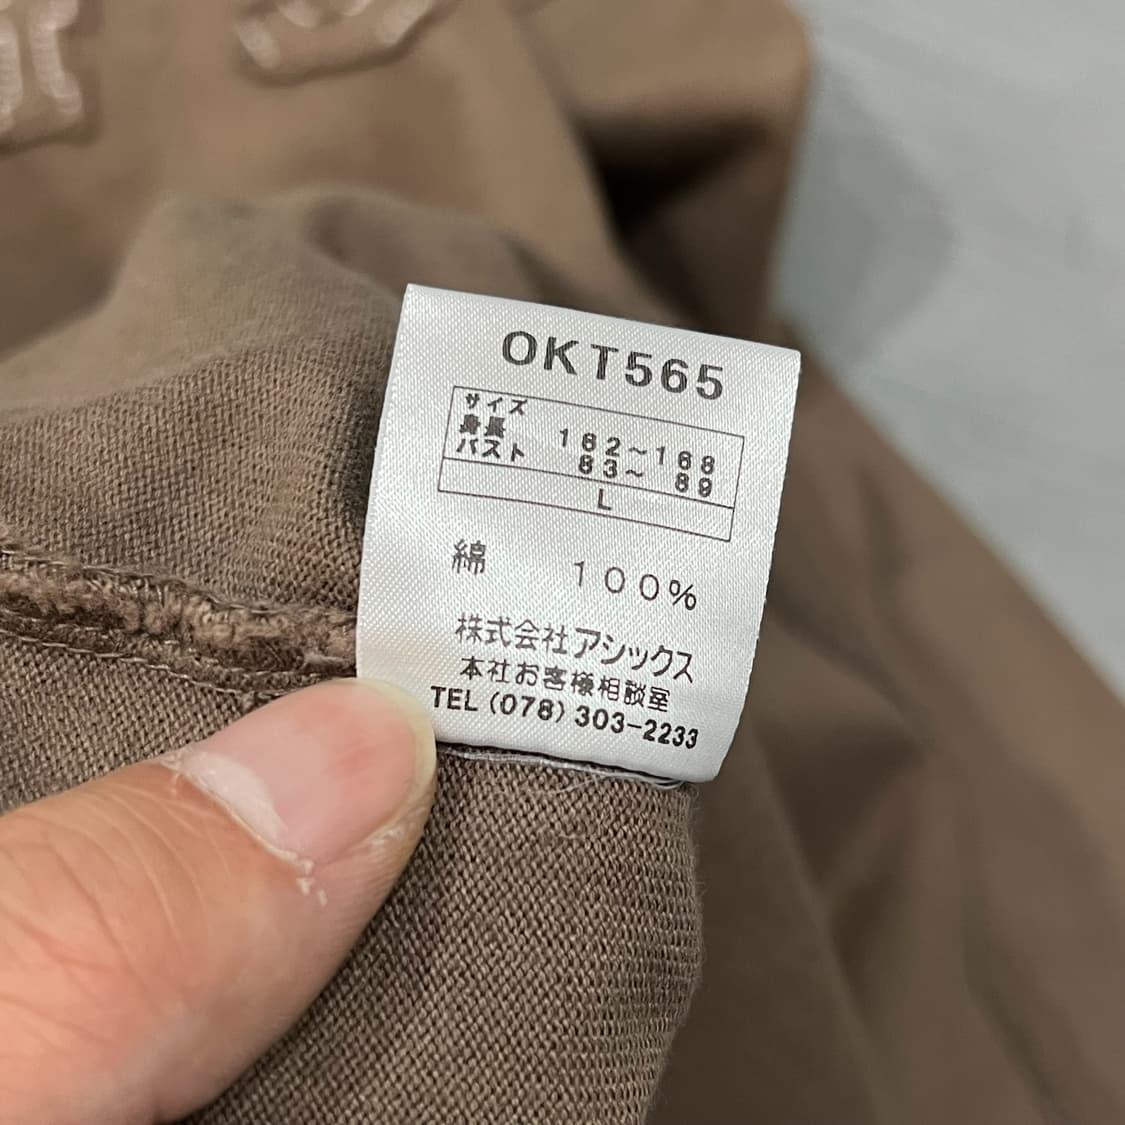 OKT565
サイズ
身長 162～168
バスト 83～ 89
L
綿 100%
株式会社アシックス
本社お客様相談室
TEL (078) 303-2233